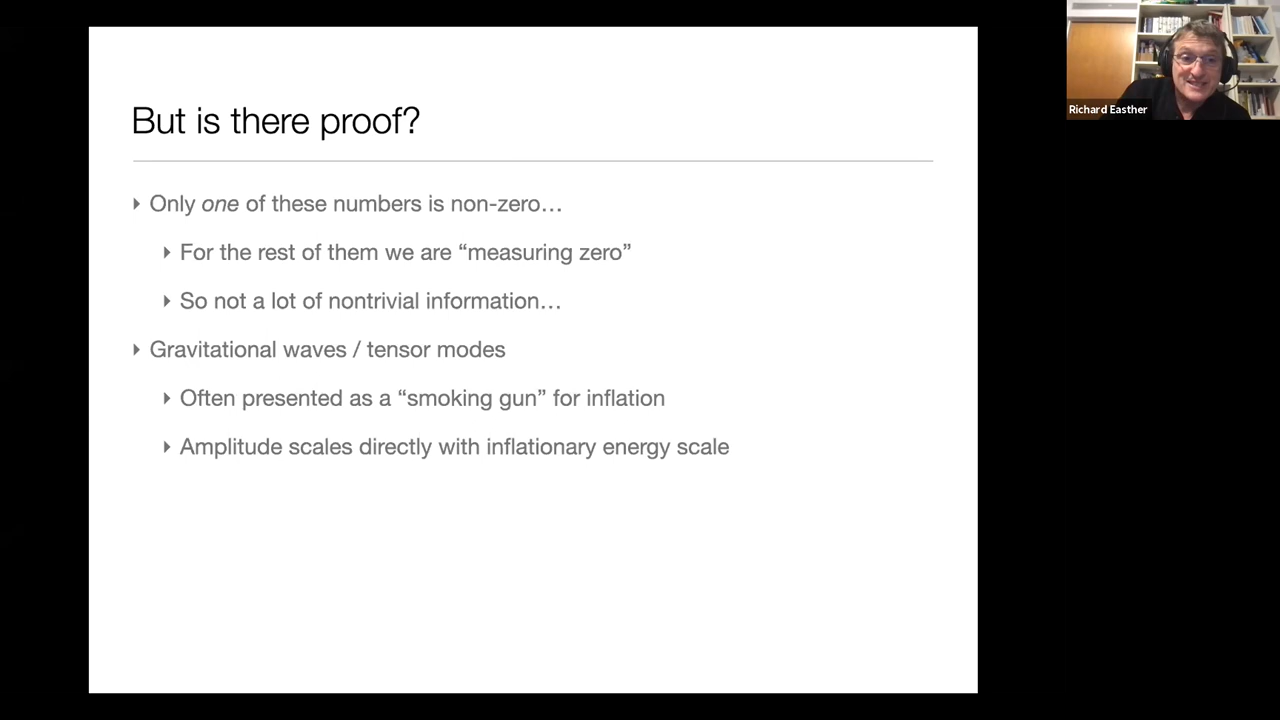 But is there proof?
Only one of these numbers is non-zero…
For the rest of them we are “measuring zero”
So not a lot of nontrivial information…
Gravitational waves / tensor modes
Often presented as a “smoking gun” for inflation
Amplitude scales directly with inflationary energy scale
Richard Easther